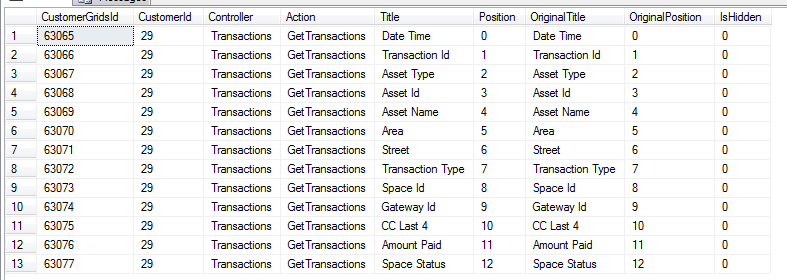 Messages
CustomerGridsId CustomerId Controller Action Title Position OriginalTitle OriginalPosition IsHidden
1 63065 29 Transactions GetTransactions Date Time 0 Date Time 0 0
2 63066 29 Transactions GetTransactions Transaction Id 1 Transaction Id 1 0
3 63067 29 Transactions GetTransactions Asset Type 2 Asset Type 2 0
4 63068 29 Transactions GetTransactions Asset Id 3 Asset Id 3 0
5 63069 29 Transactions GetTransactions Asset Name 4 Asset Name 4 0
6 63070 29 Transactions GetTransactions Area 5 Area 5 0
7 63071 29 Transactions GetTransactions Street 6 Street 6 0
8 63072 29 Transactions GetTransactions Transaction Type 7 Transaction Type 7 0
9 63073 29 Transactions GetTransactions Space Id 8 Space Id 8 0
10 63074 29 Transactions GetTransactions Gateway Id 9 Gateway Id 9 0
11 63075 29 Transactions GetTransactions CC Last 4 10 CC Last 4 10 0
12 63076 29 Transactions GetTransactions Amount Paid 11 Amount Paid 11 0
13 63077 29 Transactions GetTransactions Space Status 12 Space Status 12 0